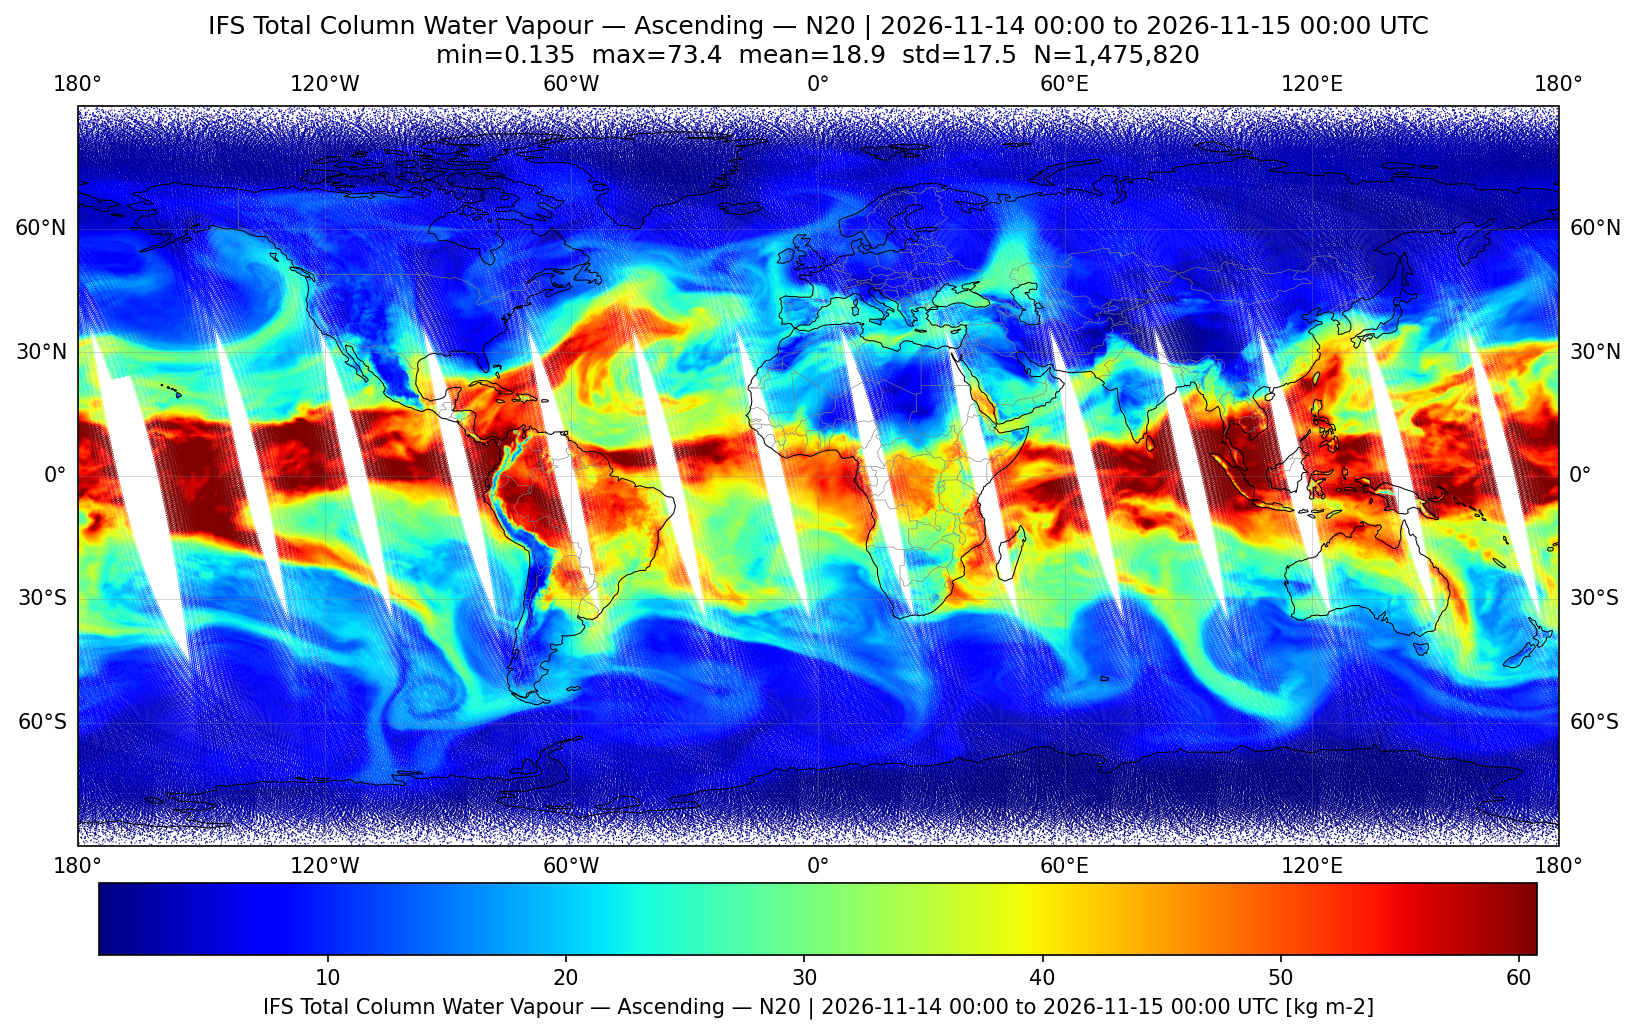 IFS Total Column Water Vapour — Ascending — N20 | 2026-11-14 00:00 to 2026-11-15 00:00 UTC
min=0.135 max=73.4 mean=18.9 std=17.5 N=1,475,820
180° 120°W 60°W 0° 60°E 120°E 180°
60°N 60°N
30°N 30°N
0° 0°
30°S 30°S
60°S 60°S
180° 120°W 60°W 0° 60°E 120°E 180°
10 20 30 40 50 60
IFS Total Column Water Vapour — Ascending — N20 | 2026-11-14 00:00 to 2026-11-15 00:00 UTC [kg m-2]